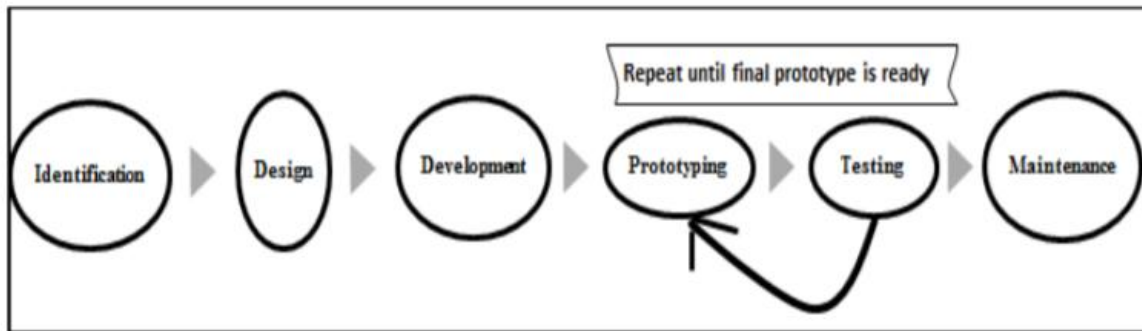 Repeat until final prototype is ready
Identification
Design
Development
Prototyping
Testing
Maintenance